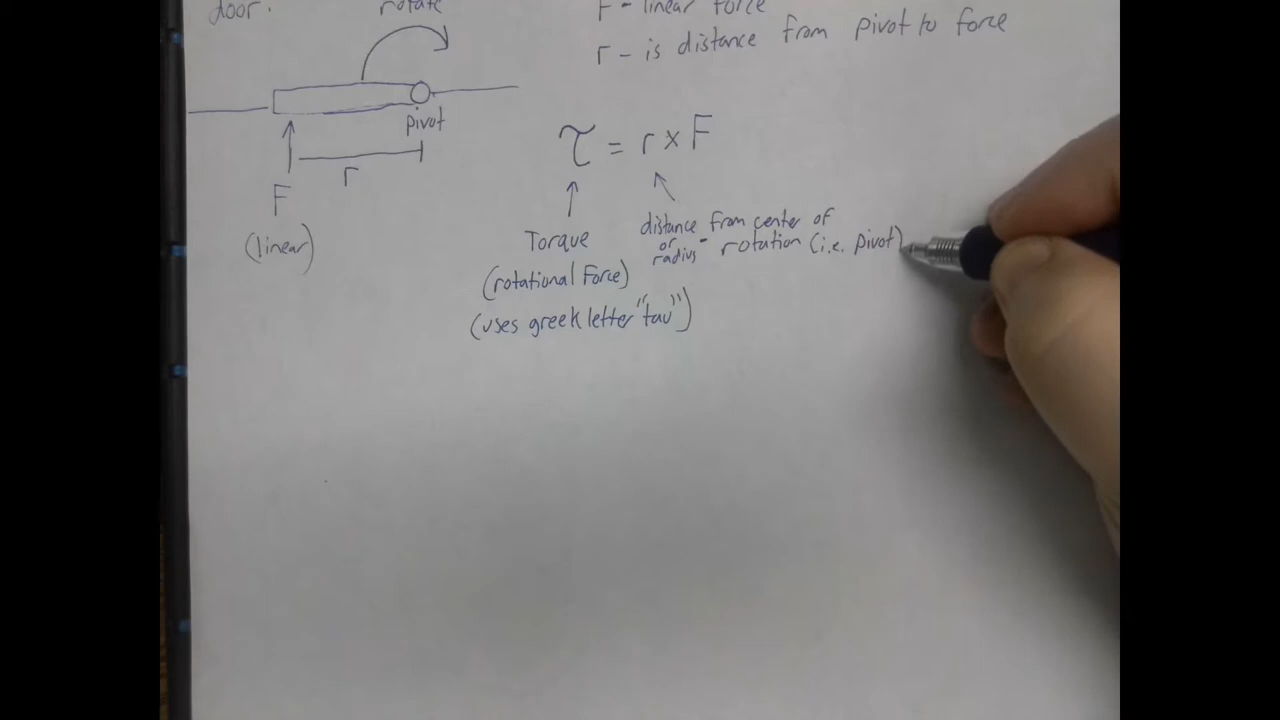 door.
rotate
F - linear force
r - is distance from pivot to force
pivot
r
F
(linear)
τ = r × F
Torque
(rotational Force)
(uses greek letter "tau")
distance from center of
or
radius - rotation (i.e. pivot)